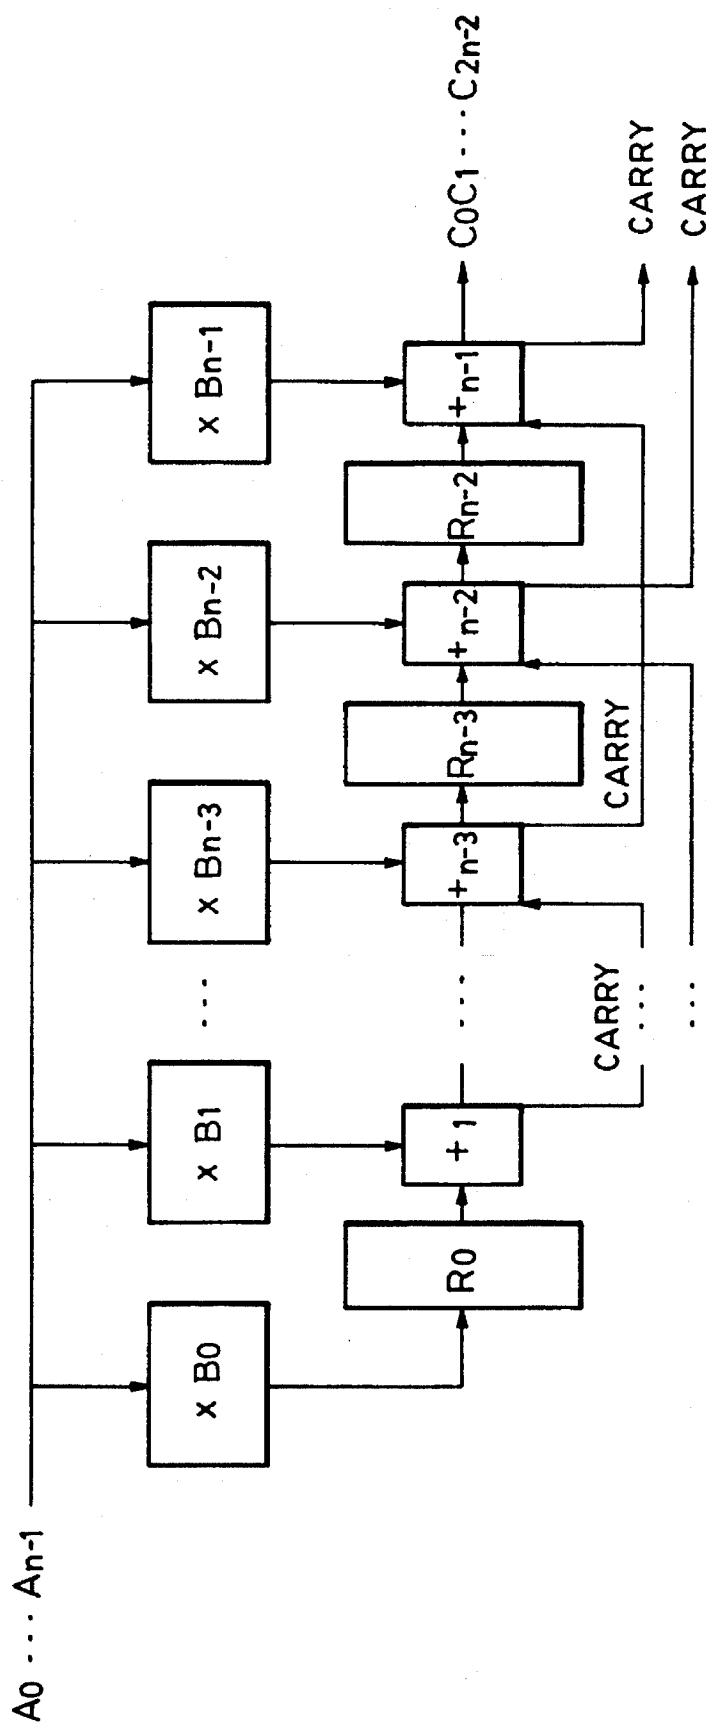 A0 ··· An-1
× B0
× B1
···
× Bn-3
× Bn-2
× Bn-1
R0
+1
···
+n-3
Rn-3
+n-2
Rn-2
+n-1
C0C1 ··· C2n-2
CARRY
···
CARRY
CARRY
···
CARRY